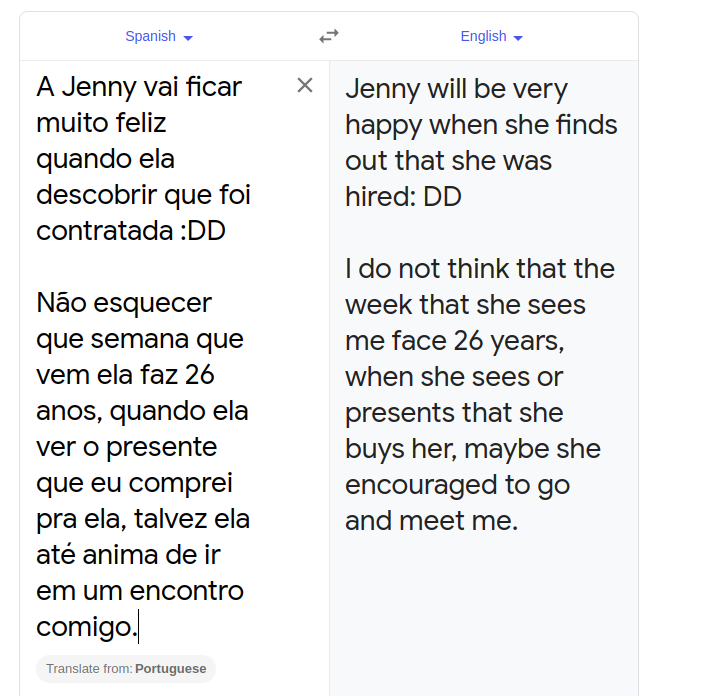 Spanish
English
A Jenny vai ficar
muito feliz
quando ela
descobrir que foi
contratada :DD
Não esquecer
que semana que
vem ela faz 26
anos, quando ela
ver o presente
que eu comprei
pra ela, talvez ela
até anima de ir
em um encontro
comigo.
Translate from: Portuguese
Jenny will be very
happy when she finds
out that she was
hired: DD
I do not think that the
week that she sees
me face 26 years,
when she sees or
presents that she
buys her, maybe she
encouraged to go
and meet me.